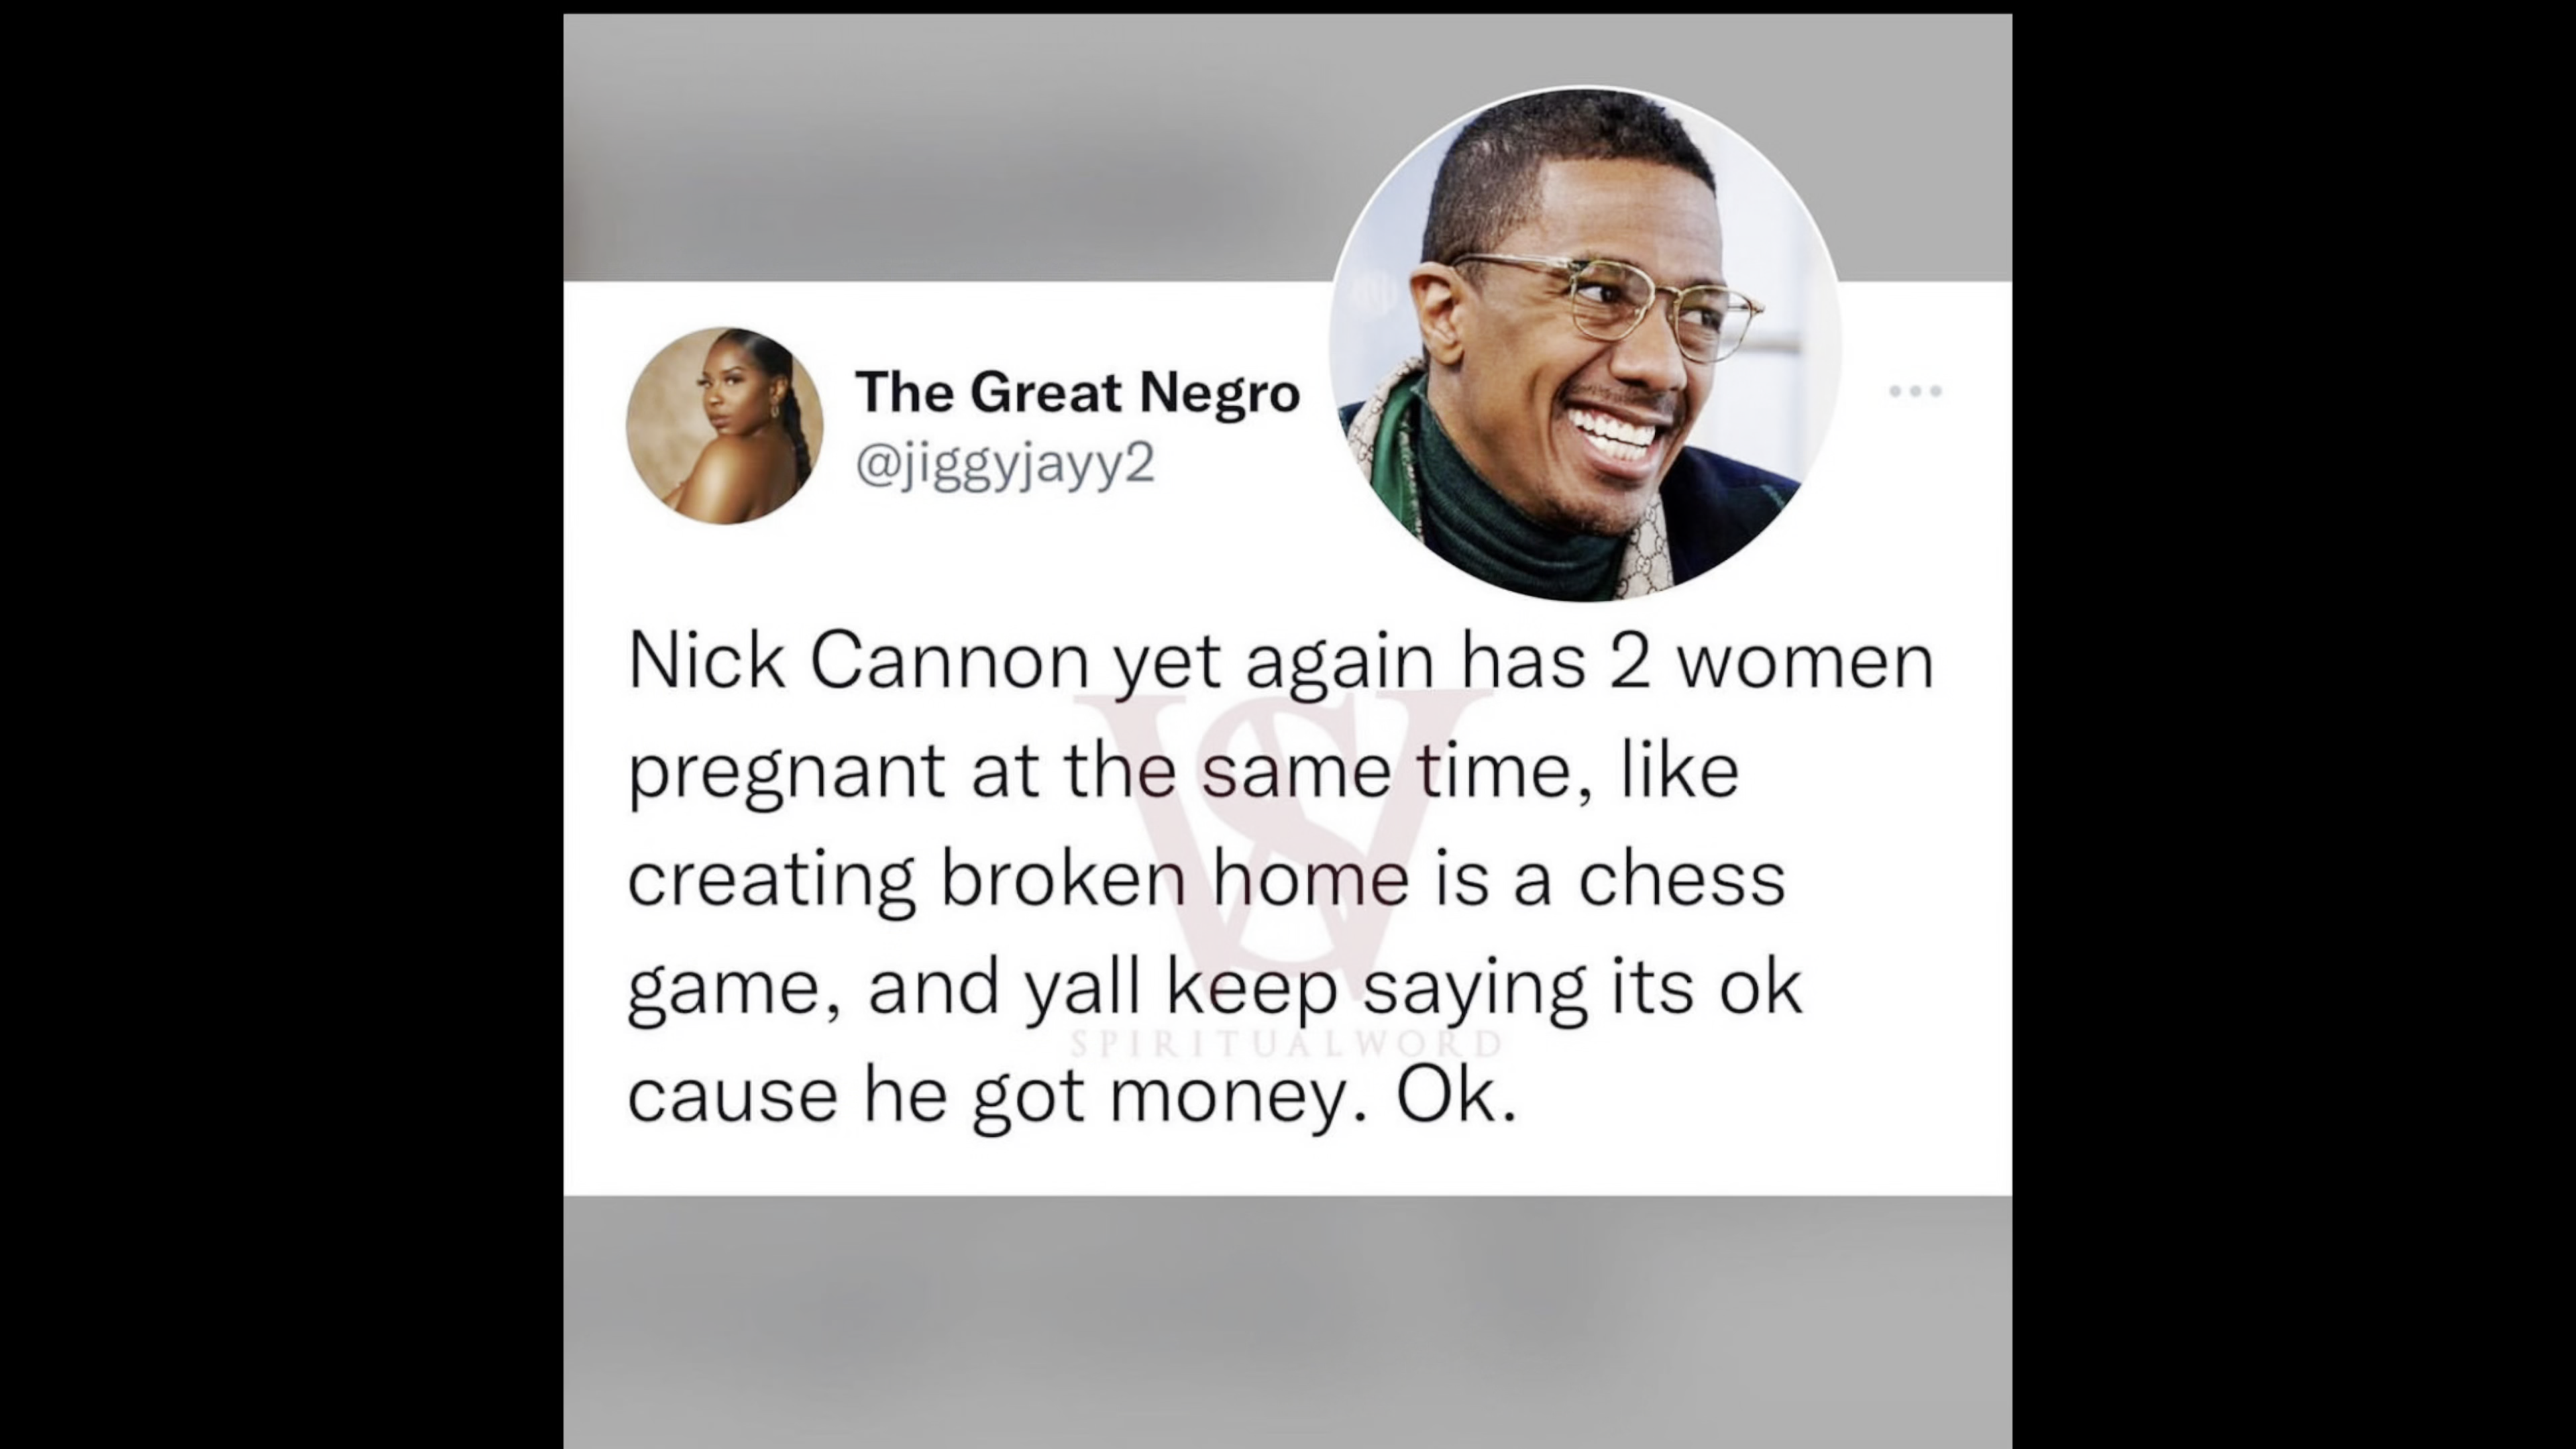 The Great Negro
@jiggyjayy2
Nick Cannon yet again has 2 women
pregnant at the same time, like
creating broken home is a chess
game, and yall keep saying its ok
cause he got money. Ok.
WS
SPIRITUALWORD